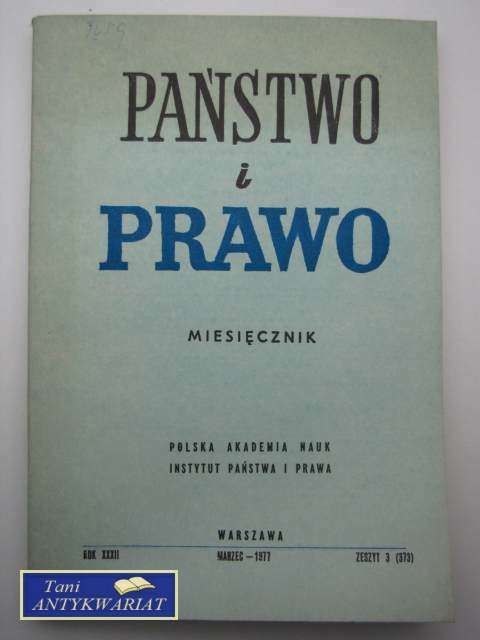 PAŃSTWO
i
PRAWO
MIESIĘCZNIK
POLSKA AKADEMIA NAUK
INSTYTUT PAŃSTWA I PRAWA
WARSZAWA
ROK XXXII MARZEC — 1977 ZESZYT 3 (373)
Tani
ANTYKWARIAT